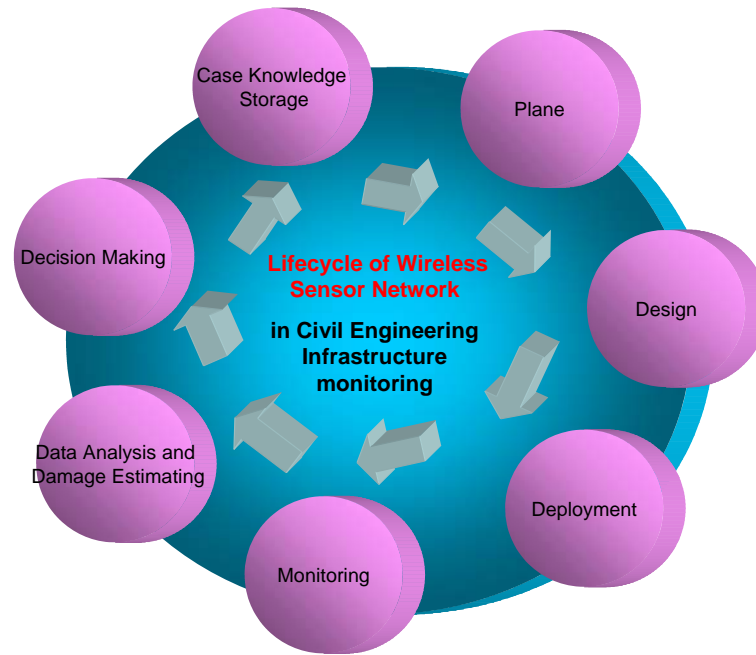 Case Knowledge
Storage
Plane
Decision Making
Lifecycle of Wireless
Sensor Network
in Civil Engineering
Infrastructure
monitoring
Design
Data Analysis and
Damage Estimating
Deployment
Monitoring